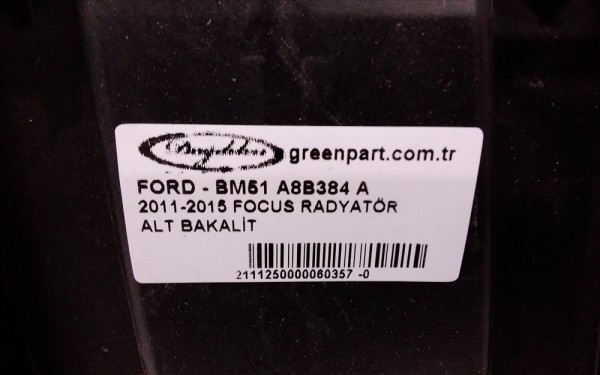 greenpart.com.tr
FORD - BM51 A8B384 A
2011-2015 FOCUS RADYATÖR
ALT BAKALİT
2111250000060357 -0